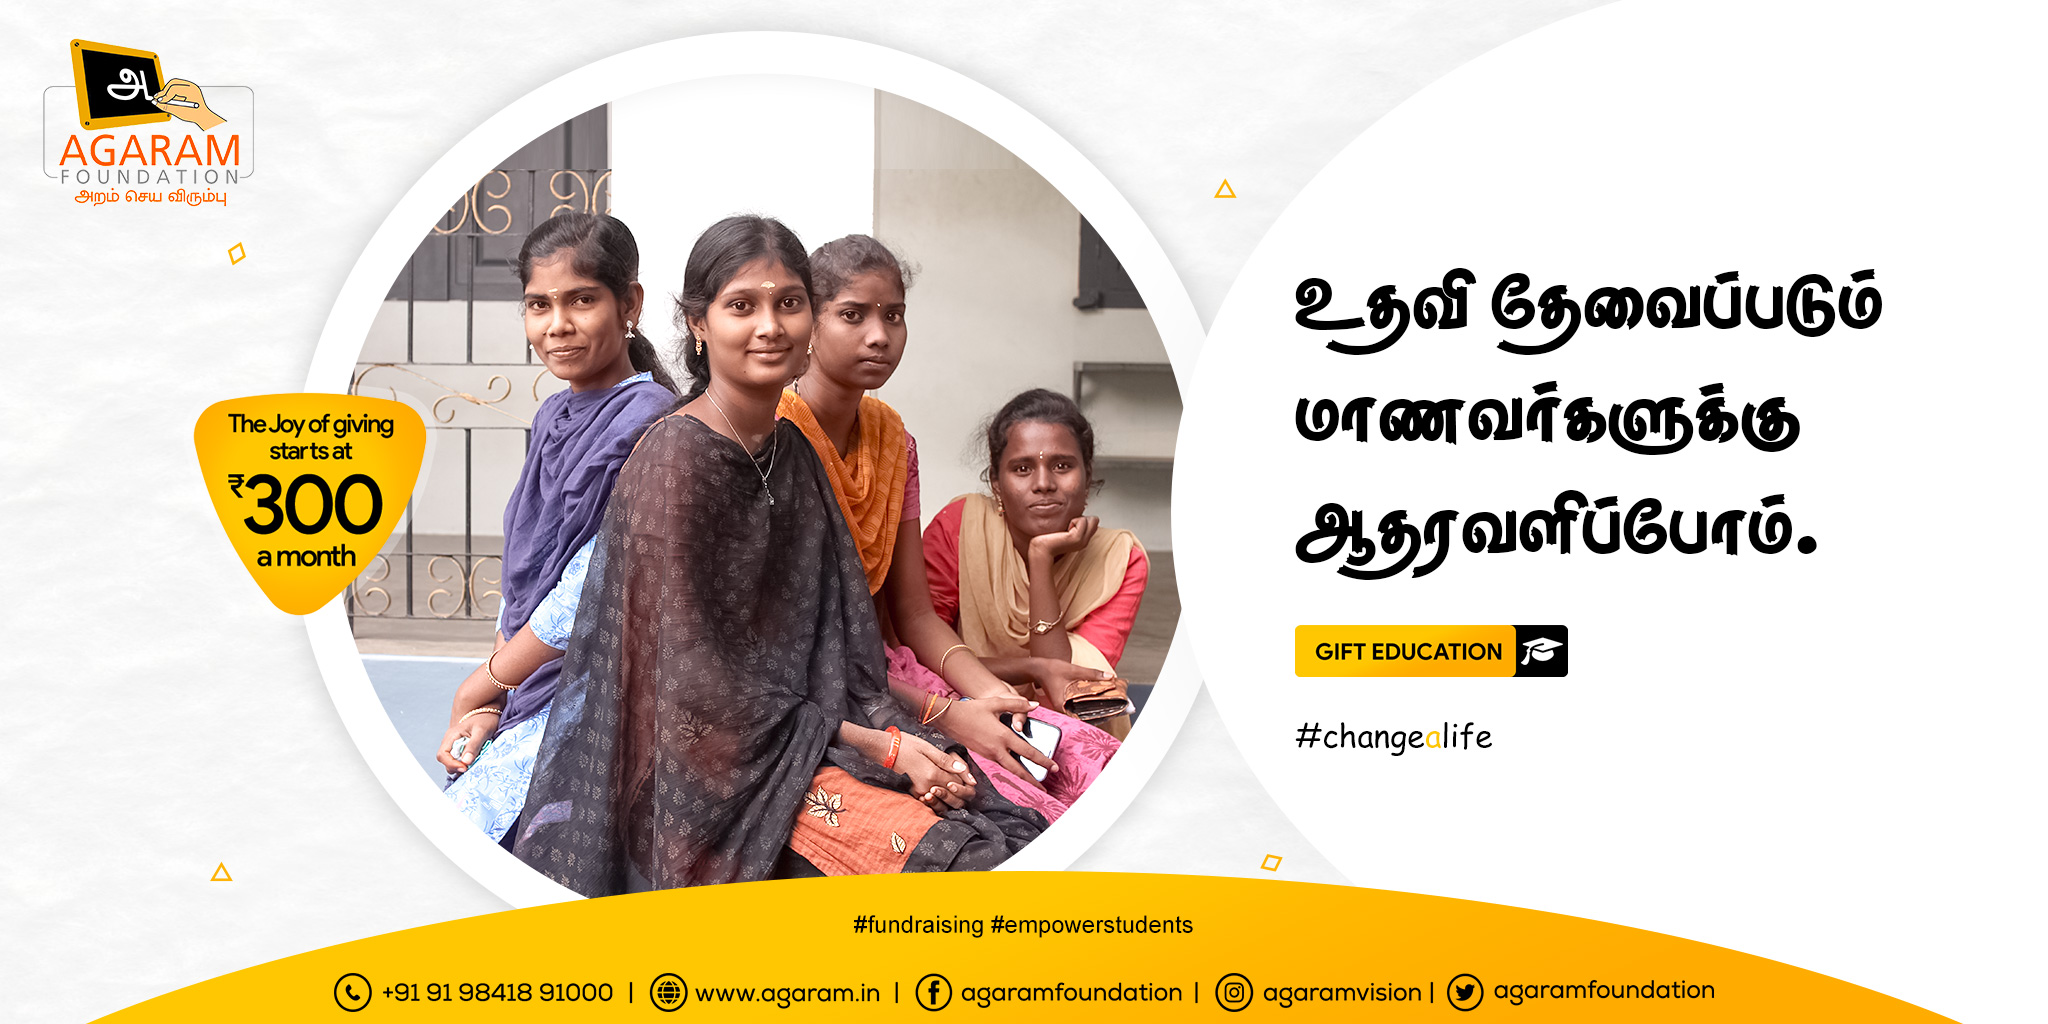 அ
AGARAM
FOUNDATION
அறம் செய விரும்பு
The Joy of giving
starts at
₹300
a month
உதவி தேவைப்படும்
மாணவர்களுக்கு
ஆதரவளிப்போம்.
GIFT EDUCATION
#changealife
#fundraising #empowerstudents
+91 91 98418 91000 | www.agaram.in | agaramfoundation | agaramvision | agaramfoundation